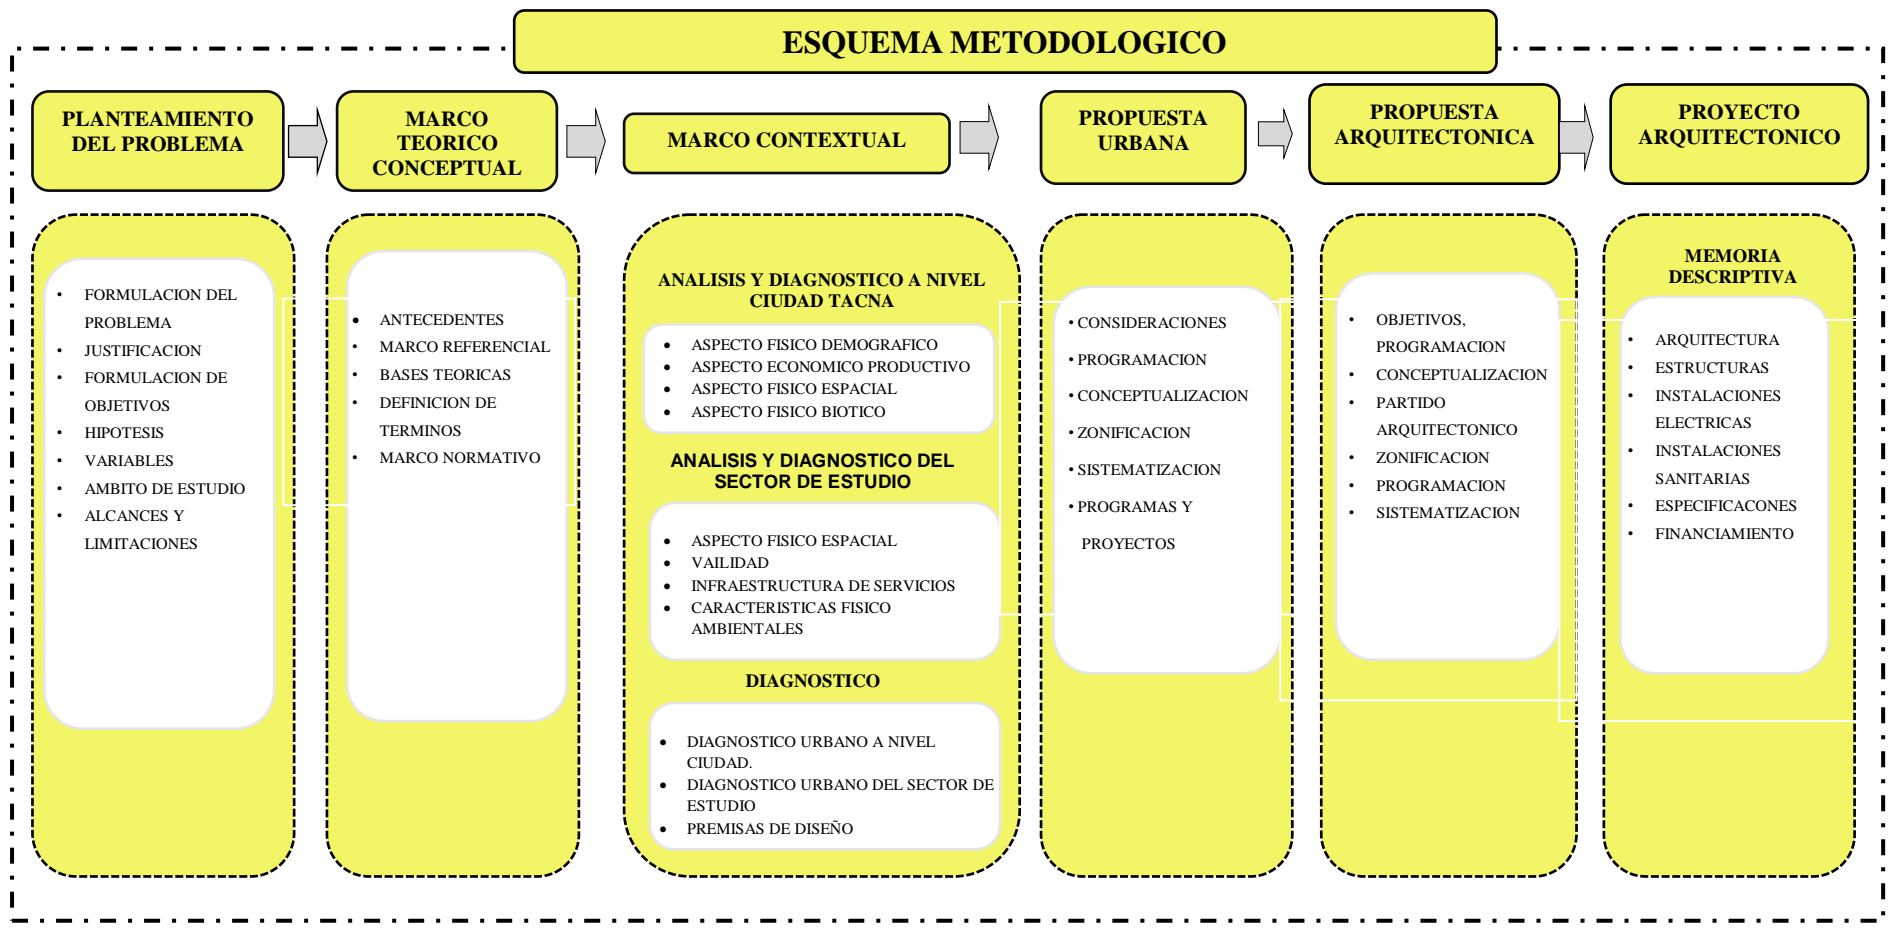 ESQUEMA METODOLOGICO
PLANTEAMIENTO
DEL PROBLEMA
MARCO
TEORICO
CONCEPTUAL
MARCO CONTEXTUAL
PROPUESTA
URBANA
PROPUESTA
ARQUITECTONICA
PROYECTO
ARQUITECTONICO
• FORMULACION DEL
PROBLEMA
• JUSTIFICACION
• FORMULACION DE
OBJETIVOS
• HIPOTESIS
• VARIABLES
• AMBITO DE ESTUDIO
• ALCANCES Y
LIMITACIONES
• ANTECEDENTES
• MARCO REFERENCIAL
• BASES TEORICAS
• DEFINICION DE
TERMINOS
• MARCO NORMATIVO
ANALISIS Y DIAGNOSTICO A NIVEL
CIUDAD TACNA
• ASPECTO FISICO DEMOGRAFICO
• ASPECTO ECONOMICO PRODUCTIVO
• ASPECTO FISICO ESPACIAL
• ASPECTO FISICO BIOTICO
ANALISIS Y DIAGNOSTICO DEL
SECTOR DE ESTUDIO
• ASPECTO FISICO ESPACIAL
• VAILIDAD
• INFRAESTRUCTURA DE SERVICIOS
• CARACTERISTICAS FISICO
AMBIENTALES
DIAGNOSTICO
• DIAGNOSTICO URBANO A NIVEL
CIUDAD.
• DIAGNOSTICO URBANO DEL SECTOR DE
ESTUDIO
• PREMISAS DE DISEÑO
• CONSIDERACIONES
• PROGRAMACION
• CONCEPTUALIZACION
• ZONIFICACION
• SISTEMATIZACION
• PROGRAMAS Y
PROYECTOS
• OBJETIVOS,
PROGRAMACION
• CONCEPTUALIZACION
• PARTIDO
ARQUITECTONICO
• ZONIFICACION
• PROGRAMACION
• SISTEMATIZACION
MEMORIA
DESCRIPTIVA
• ARQUITECTURA
• ESTRUCTURAS
• INSTALACIONES
ELECTRICAS
• INSTALACIONES
SANITARIAS
• ESPECIFICACONES
• FINANCIAMIENTO